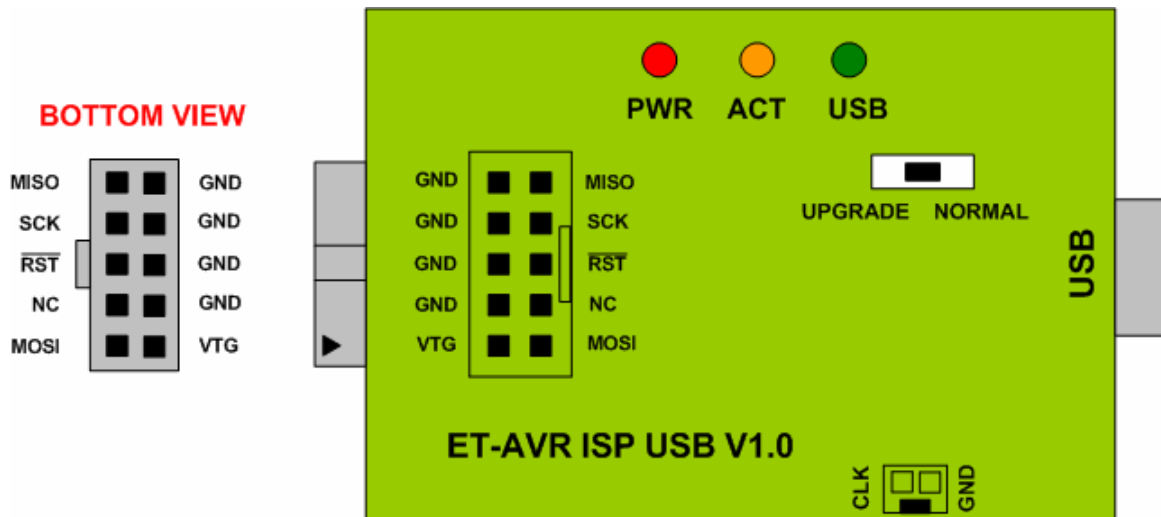 PWR ACT USB
BOTTOM VIEW
MISO GND
SCK GND
RST GND
NC GND
MOSI VTG
GND MISO
GND SCK
GND RST
GND NC
VTG MOSI
UPGRADE NORMAL
USB
ET-AVR ISP USB V1.0
CLK GND